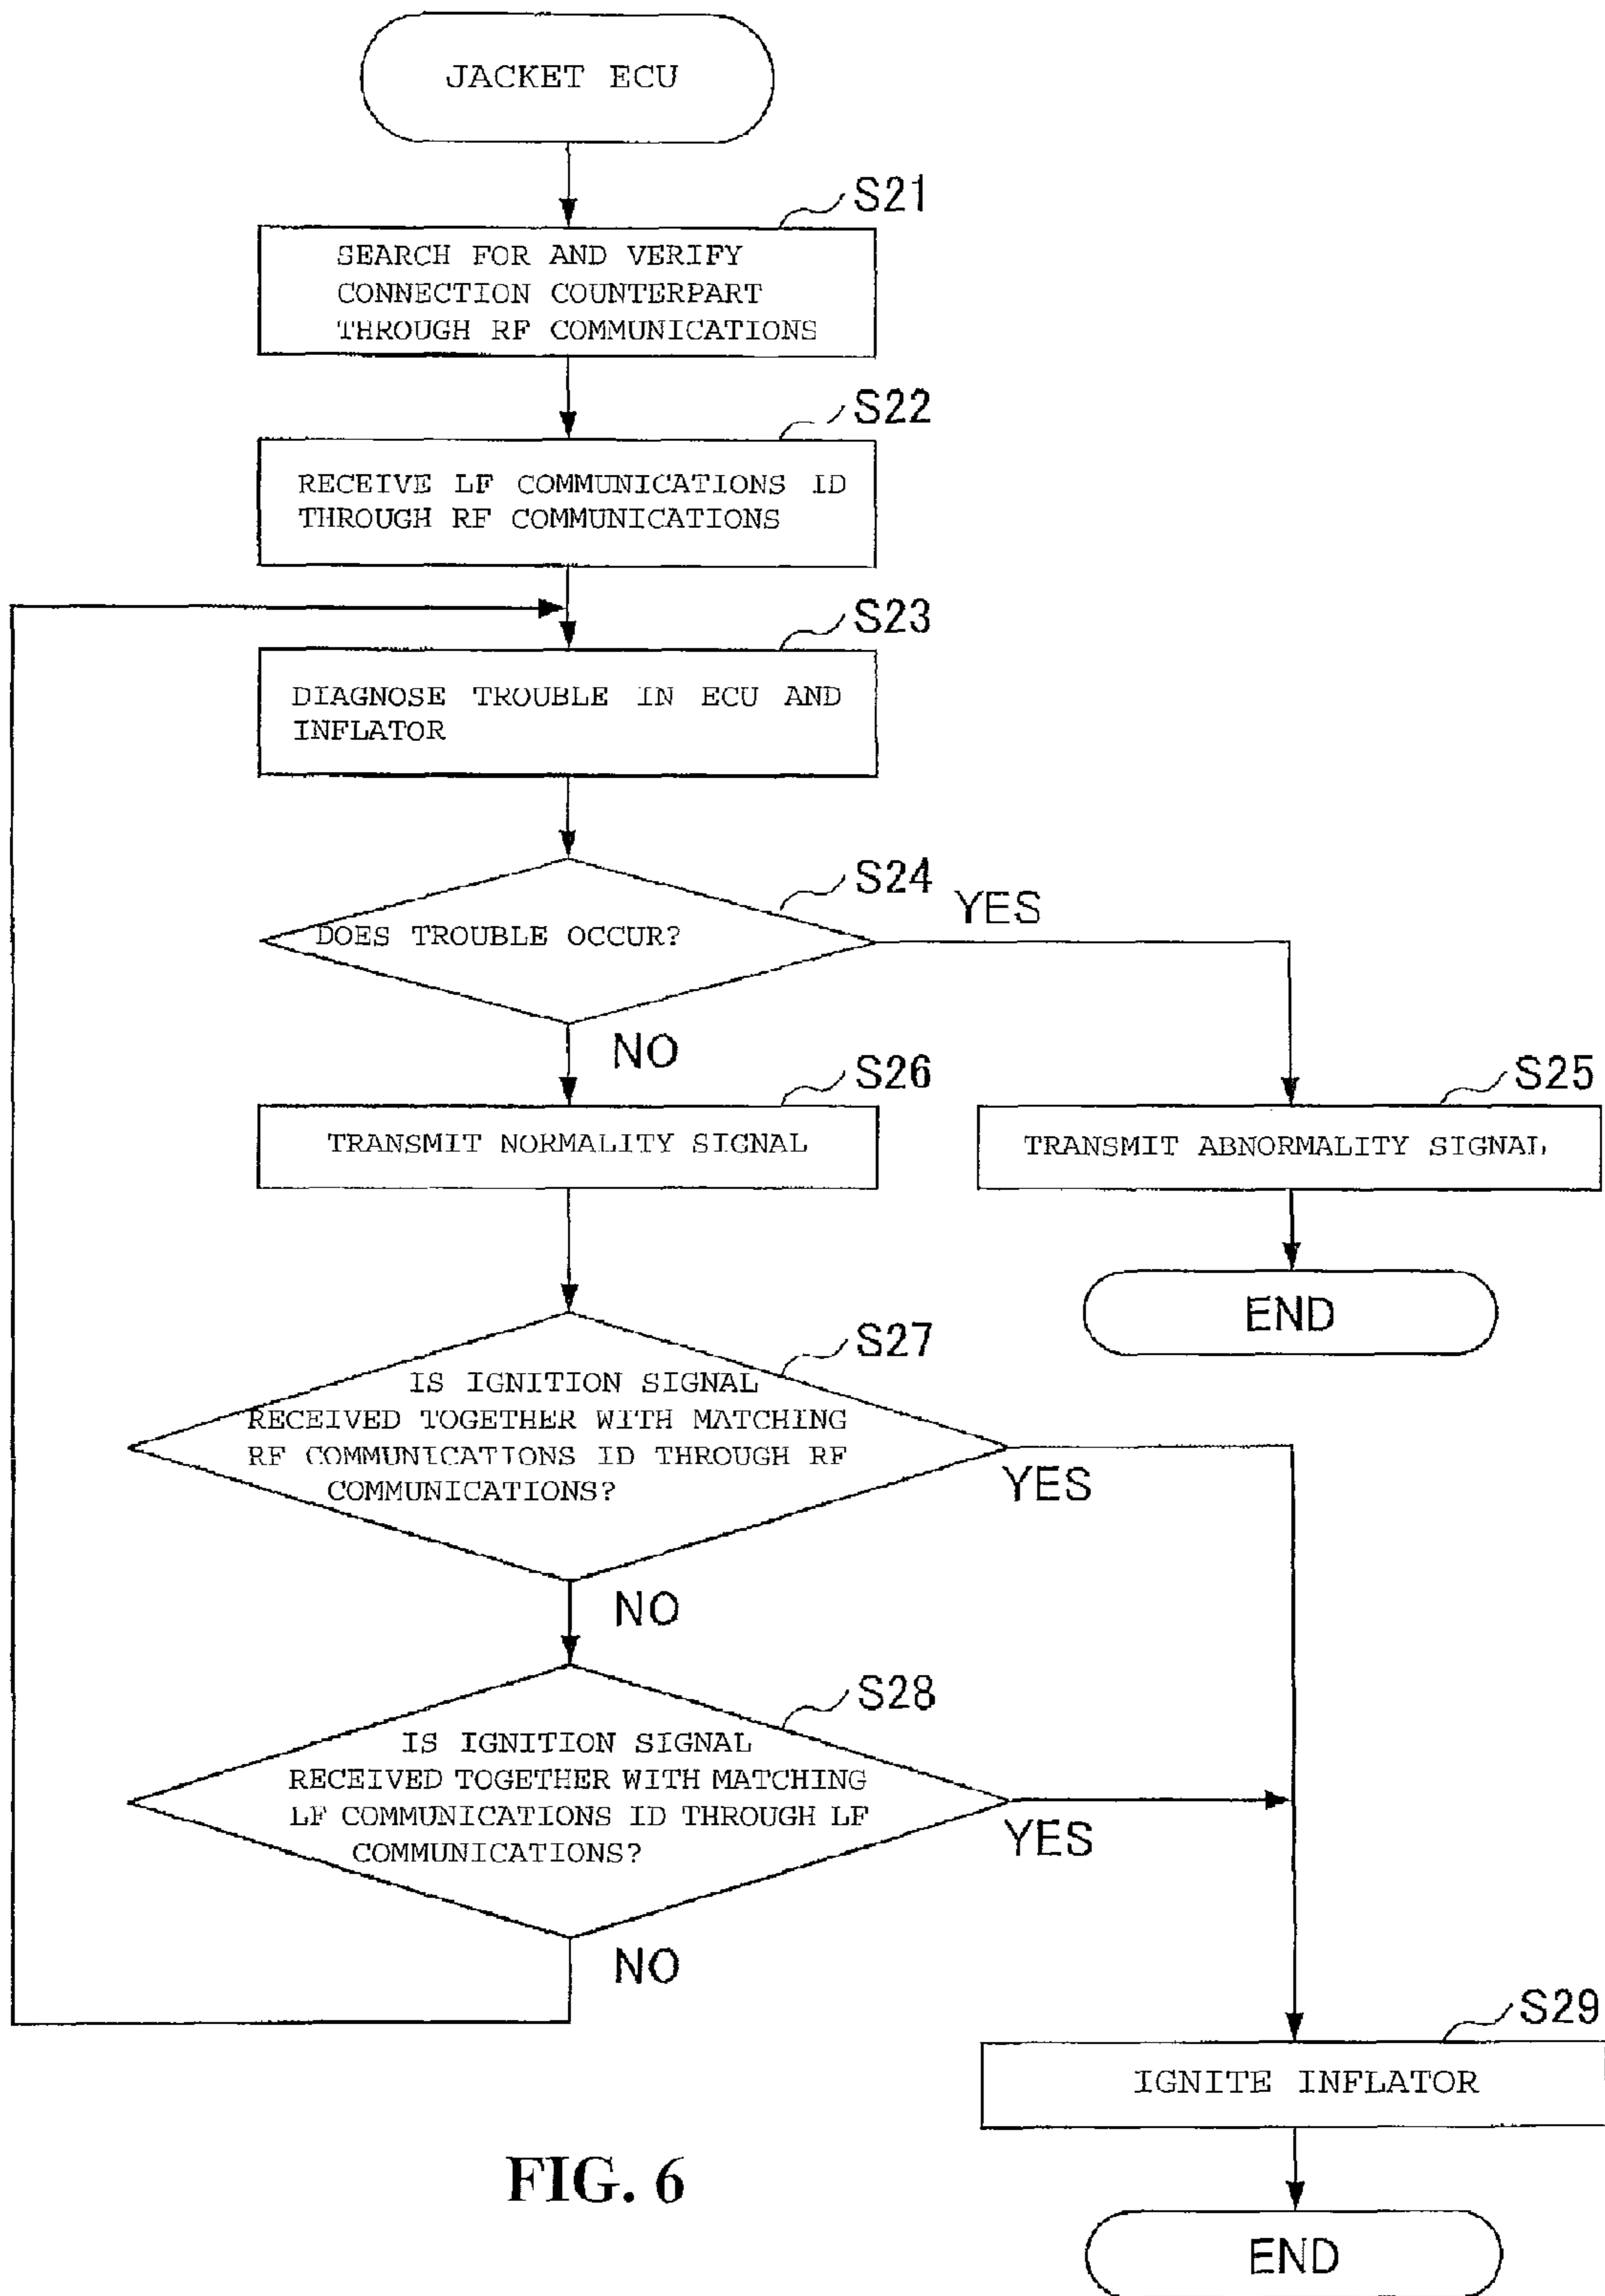 JACKET ECU
S21
SEARCH FOR AND VERIFY
CONNECTION COUNTERPART
THROUGH RF COMMUNICATIONS
S22
RECEIVE LF COMMUNICATIONS ID
THROUGH RF COMMUNICATIONS
S23
DIAGNOSE TROUBLE IN ECU AND
INFLATOR
S24
YES
DOES TROUBLE OCCUR?
NO
S26
S25
TRANSMIT NORMALITY SIGNAL
TRANSMIT ABNORMALITY SIGNAL
END
S27
IS IGNITION SIGNAL
RECEIVED TOGETHER WITH MATCHING
RF COMMUNICATIONS ID THROUGH RF
COMMUNICATIONS?
YES
NO
S28
IS IGNITION SIGNAL
RECEIVED TOGETHER WITH MATCHING
LF COMMUNICATIONS ID THROUGH LF
COMMUNICATIONS?
YES
NO
S29
IGNITE INFLATOR
FIG. 6
END